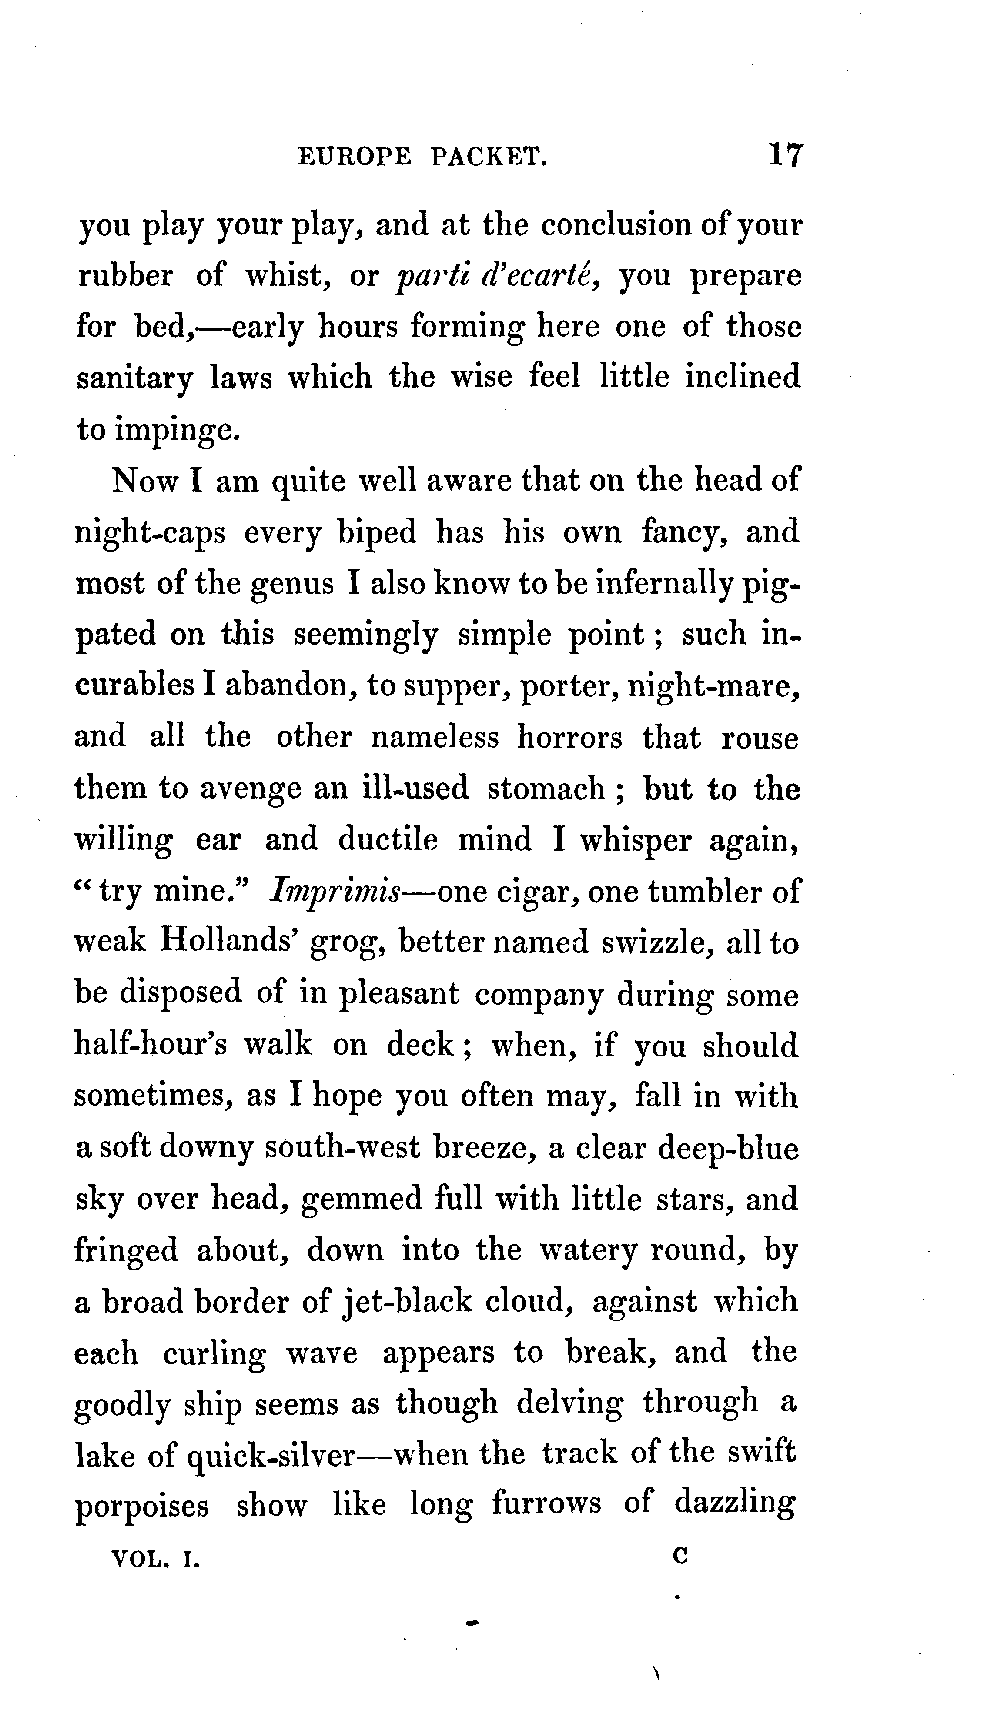 EUROPE PACKET. 17
you play your play, and at the conclusion of your
rubber of whist, or parti d'ecarté, you prepare
for bed,—early hours forming here one of those
sanitary laws which the wise feel little inclined
to impinge.
Now I am quite well aware that on the head of
night-caps every biped has his own fancy, and
most of the genus I also know to be infernally pig-
pated on this seemingly simple point ; such in-
curables I abandon, to supper, porter, night-mare,
and all the other nameless horrors that rouse
them to avenge an ill-used stomach ; but to the
willing ear and ductile mind I whisper again,
“ try mine.” Imprimis—one cigar, one tumbler of
weak Hollands’ grog, better named swizzle, all to
be disposed of in pleasant company during some
half-hour’s walk on deck ; when, if you should
sometimes, as I hope you often may, fall in with
a soft downy south-west breeze, a clear deep-blue
sky over head, gemmed full with little stars, and
fringed about, down into the watery round, by
a broad border of jet-black cloud, against which
each curling wave appears to break, and the
goodly ship seems as though delving through a
lake of quick-silver—when the track of the swift
porpoises show like long furrows of dazzling
VOL. I. C